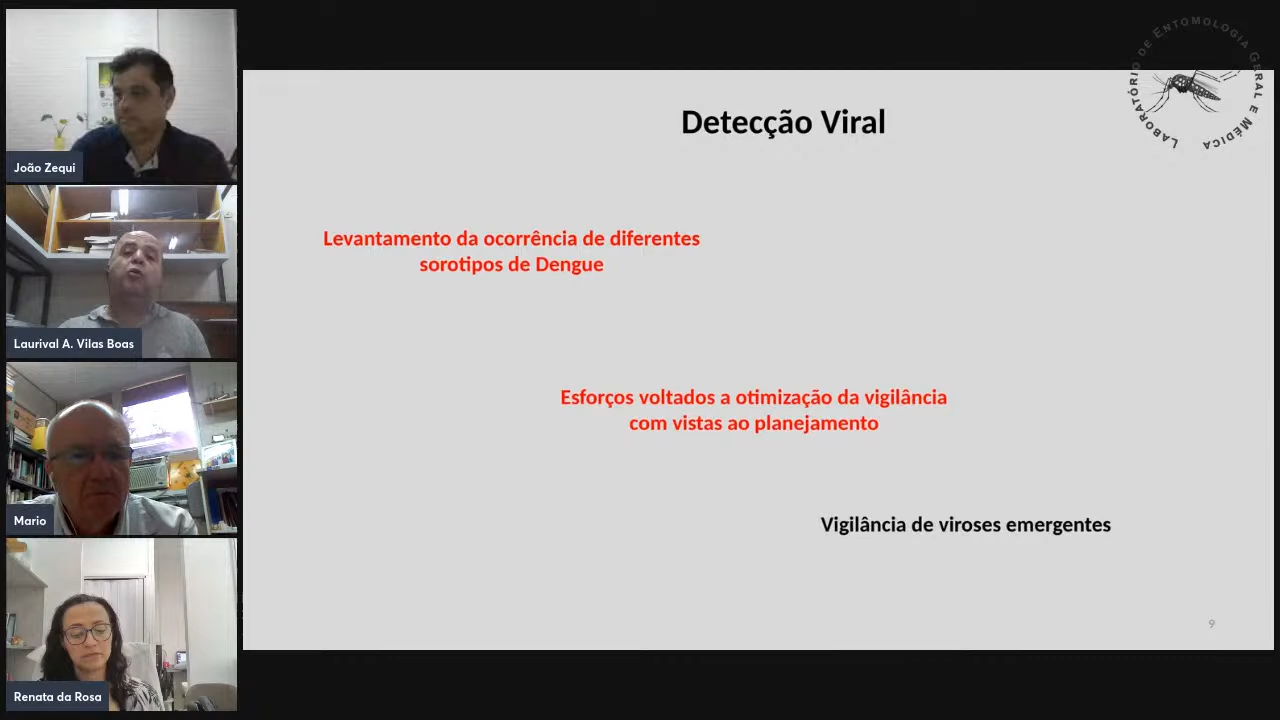 João Zequi
Laurival A. Vilas Boas
Mario
Renata da Rosa
LABORATÓRIO DE ENTOMOLOGIA GERAL E MÉDICA
Detecção Viral
Levantamento da ocorrência de diferentes
sorotipos de Dengue
Esforços voltados a otimização da vigilância
com vistas ao planejamento
Vigilância de viroses emergentes
9